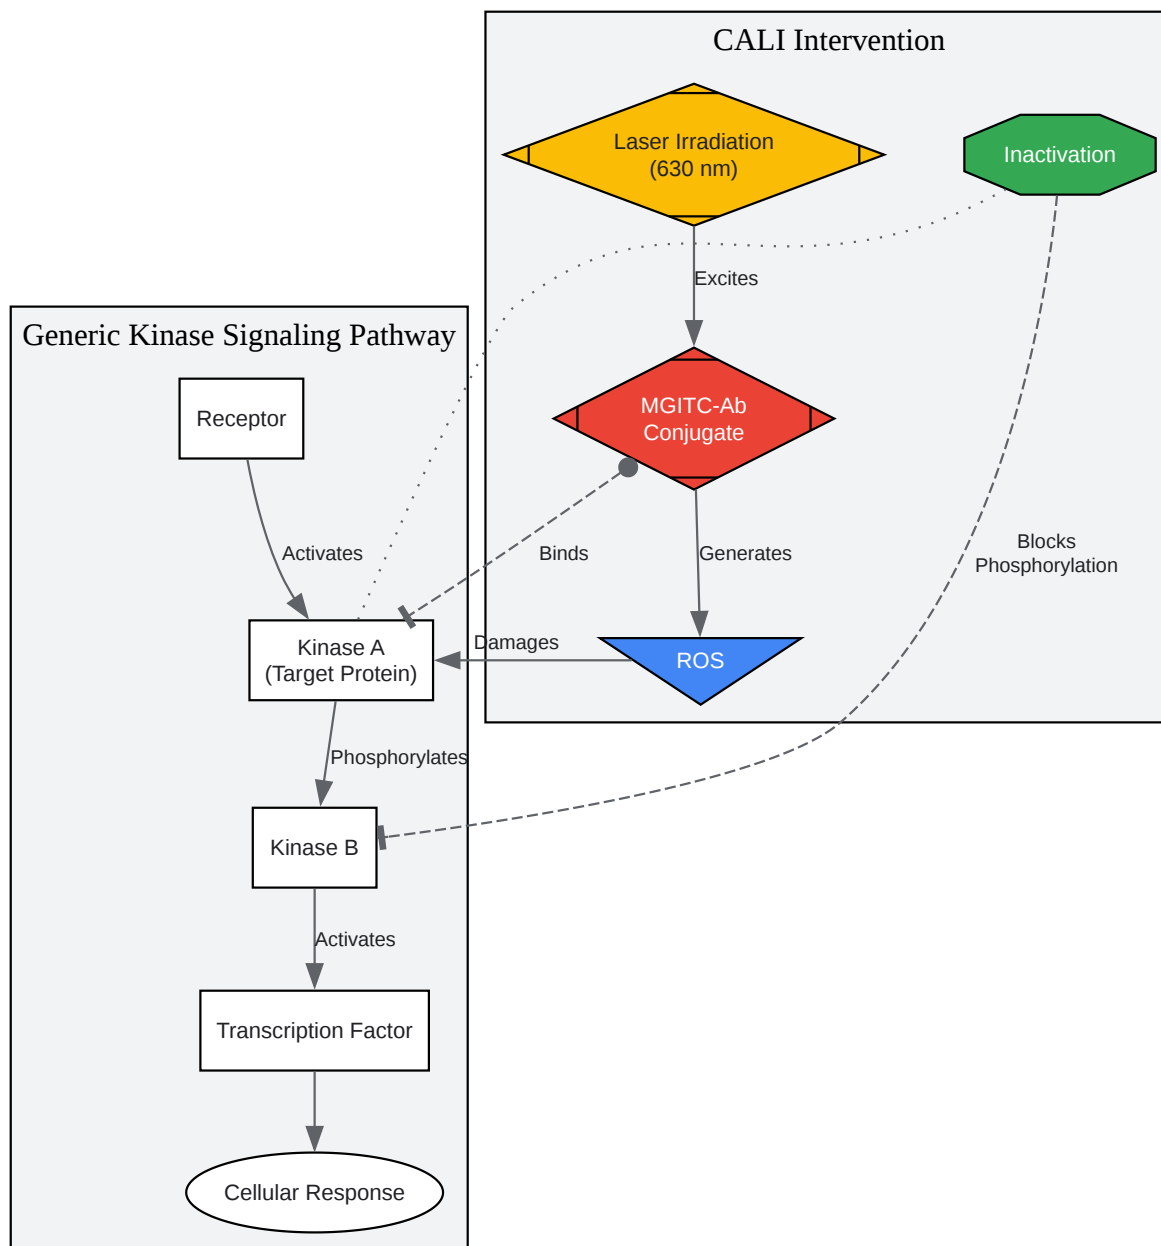 CALI Intervention
Laser Irradiation
(630 nm)
Inactivation
Excites
Generic Kinase Signaling Pathway
Receptor
MGITC-Ab
Conjugate
Activates
Binds
Generates
Blocks
Phosphorylation
Kinase A
(Target Protein)
Damages
ROS
Phosphorylates
Kinase B
Activates
Transcription Factor
Cellular Response